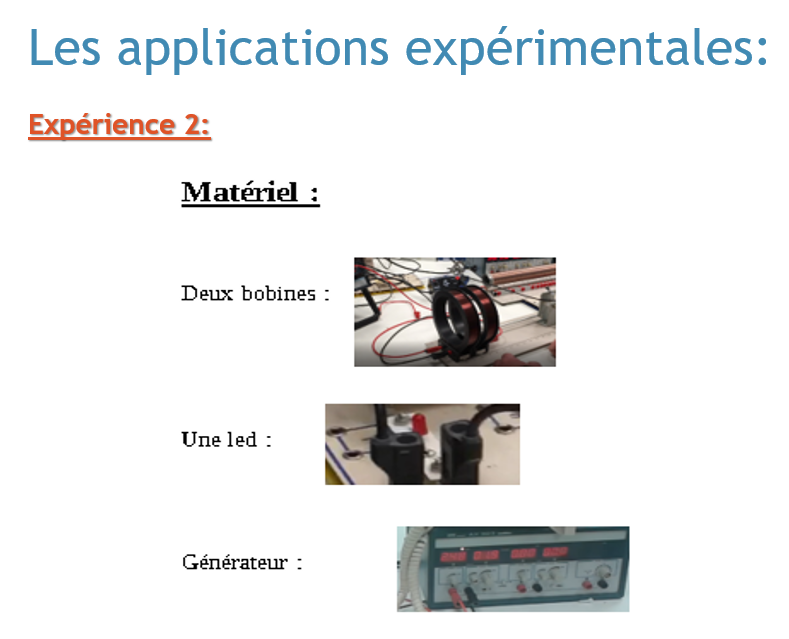 Les applications expérimentales:
Expérience 2:
Matériel :
Deux bobines :
Une led :
Générateur :